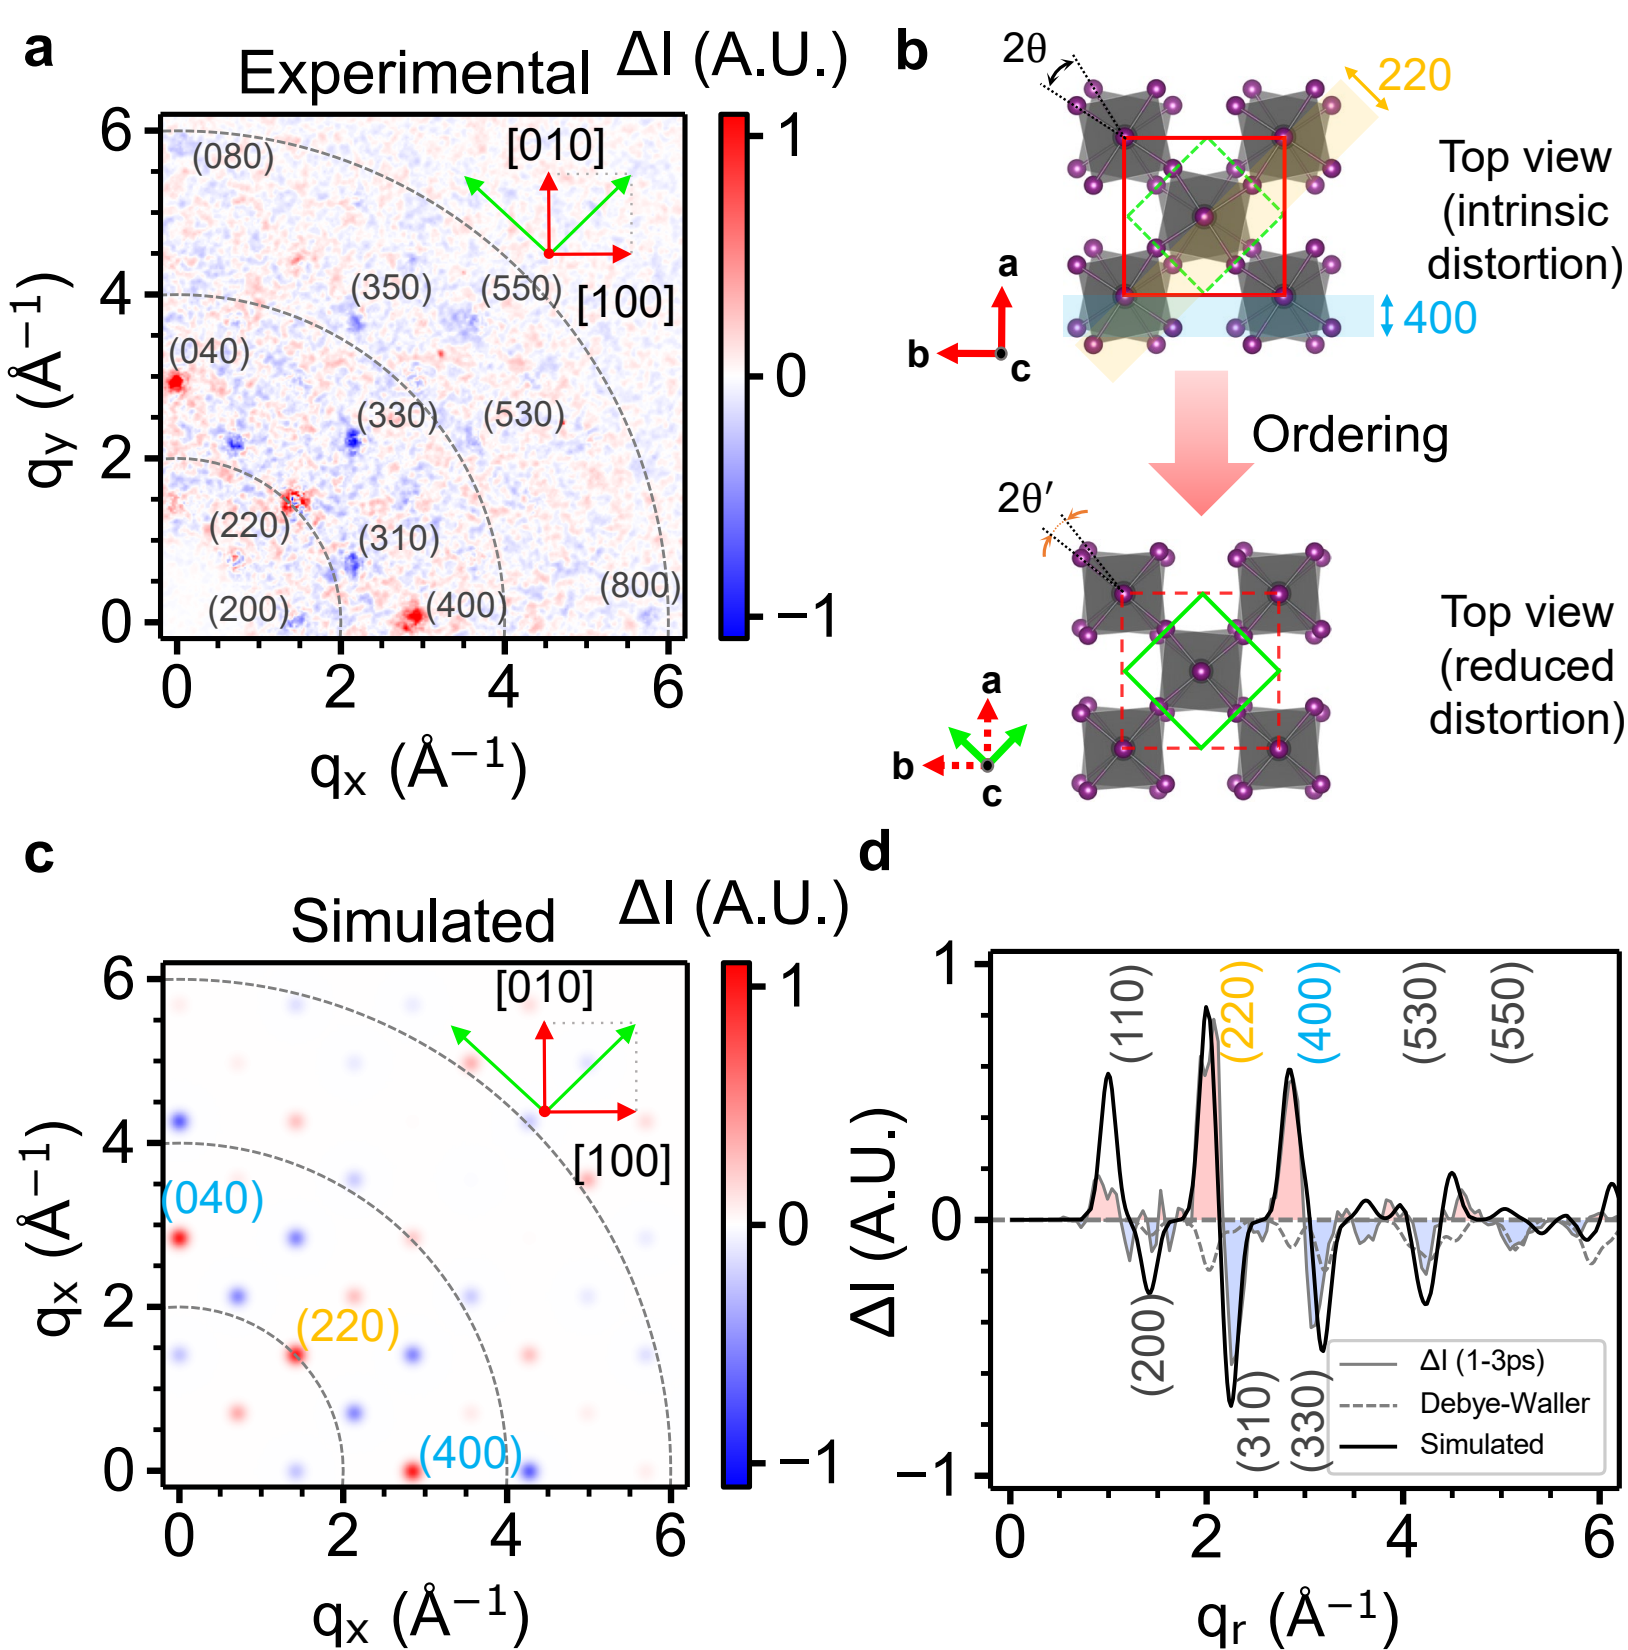 a
Experimental
ΔI (A.U.)
6
4
2
0
0
2
4
6
q_y (Å⁻¹)
q_x (Å⁻¹)
(080)
[010]
[100]
(350)
(550)
(040)
(330)
(530)
(220)
(310)
(200)
(400)
(800)
1
0
−1
b
2θ
220
Top view
(intrinsic
distortion)
400
a
b
c
Ordering
2θ′
Top view
(reduced
distortion)
a
b
c
c
Simulated
ΔI (A.U.)
6
4
2
0
0
2
4
6
q_x (Å⁻¹)
q_x (Å⁻¹)
[010]
[100]
(040)
(220)
(400)
1
0
−1
d
1
0
−1
ΔI (A.U.)
(110)
(220)
(400)
(530)
(550)
(200)
(310)
(330)
ΔI (1-3ps)
Debye-Waller
Simulated
0
2
4
6
q_r (Å⁻¹)